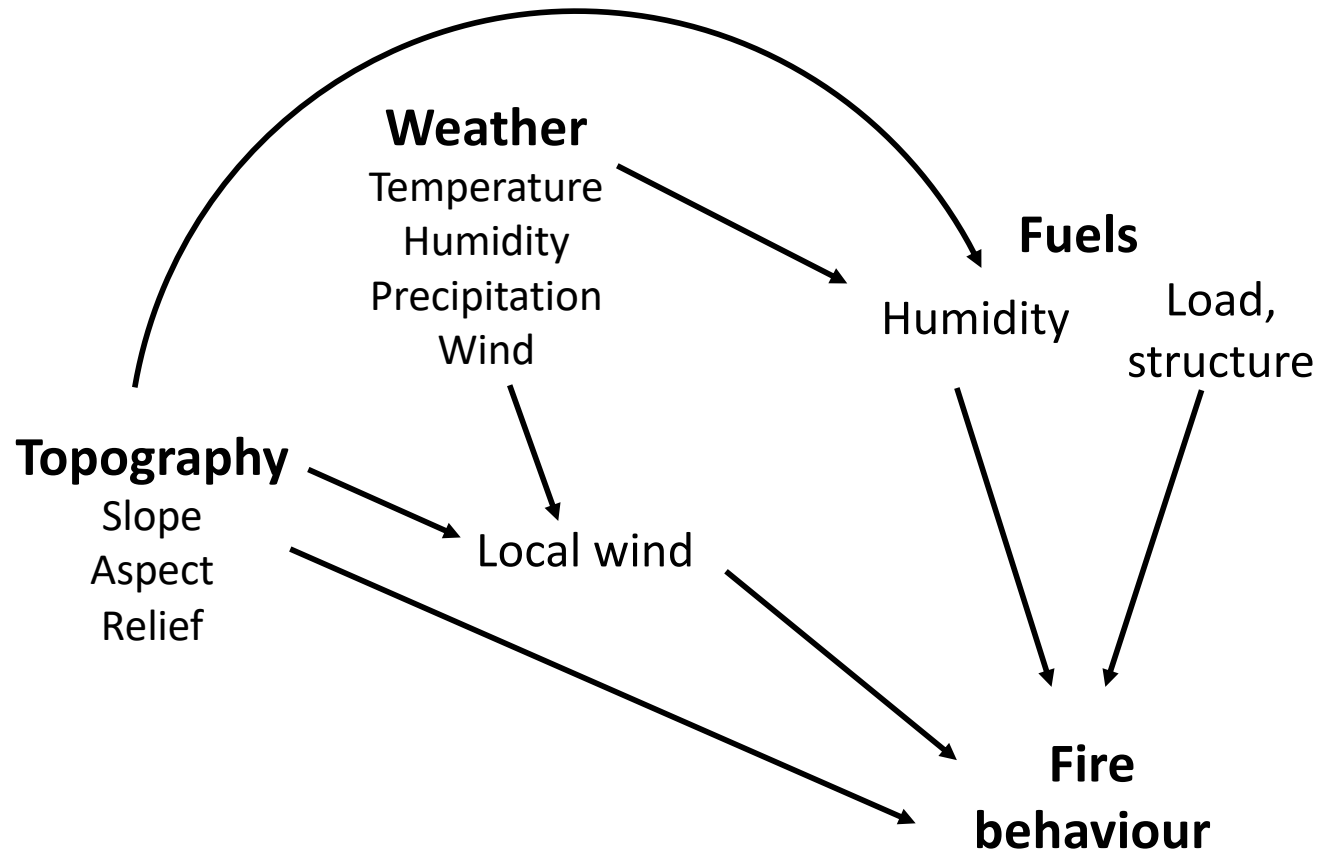 Weather
Temperature
Humidity
Precipitation
Wind
Fuels
Humidity
Load,
structure
Topography
Slope
Aspect
Relief
Local wind
Fire
behaviour